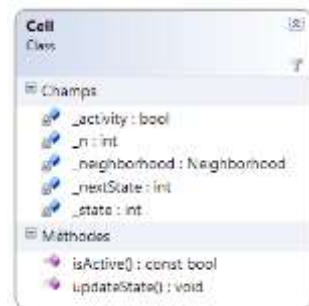 Cell
Class
Champs
_activity : bool
_n : int
_neighborhood : Neighborhood
_nextState : int
_state : int
Méthodes
isActive() : const bool
updateState() : void